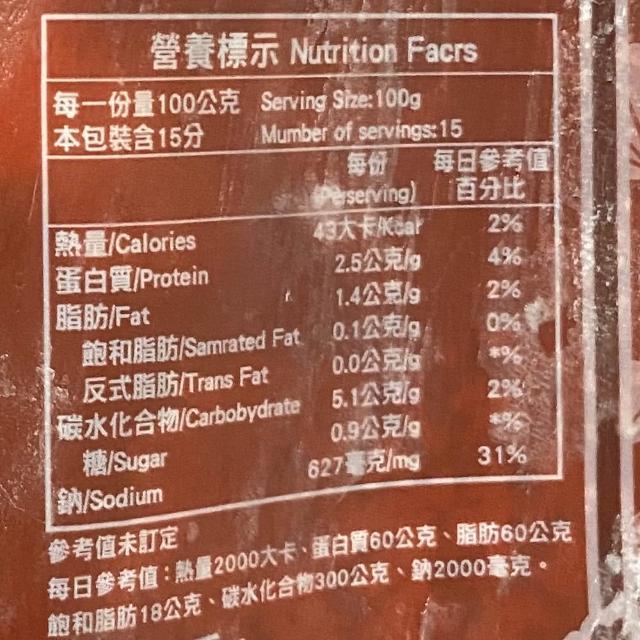 營養標示 Nutrition Facrs
每一份量100公克 Serving Size:100g
本包裝含15分 Mumber of servings:15
每份 每日參考值
(Perserving) 百分比
熱量/Calories 43大卡/Kcar 2%
蛋白質/Protein 2.5公克/g 4%
脂肪/Fat 1.4公克/g 2%
飽和脂肪/Samrated Fat 0.1公克/g 0%
反式脂肪/Trans Fat 0.0公克/g *%
碳水化合物/Carbobydrate 5.1公克/g 2%
糖/Sugar 0.9公克/g *%
鈉/Sodium 627毫克/mg 31%
參考值未訂定
每日參考值：熱量2000大卡、蛋白質60公克、脂肪60公克
飽和脂肪18公克、碳水化合物300公克、鈉2000毫克。